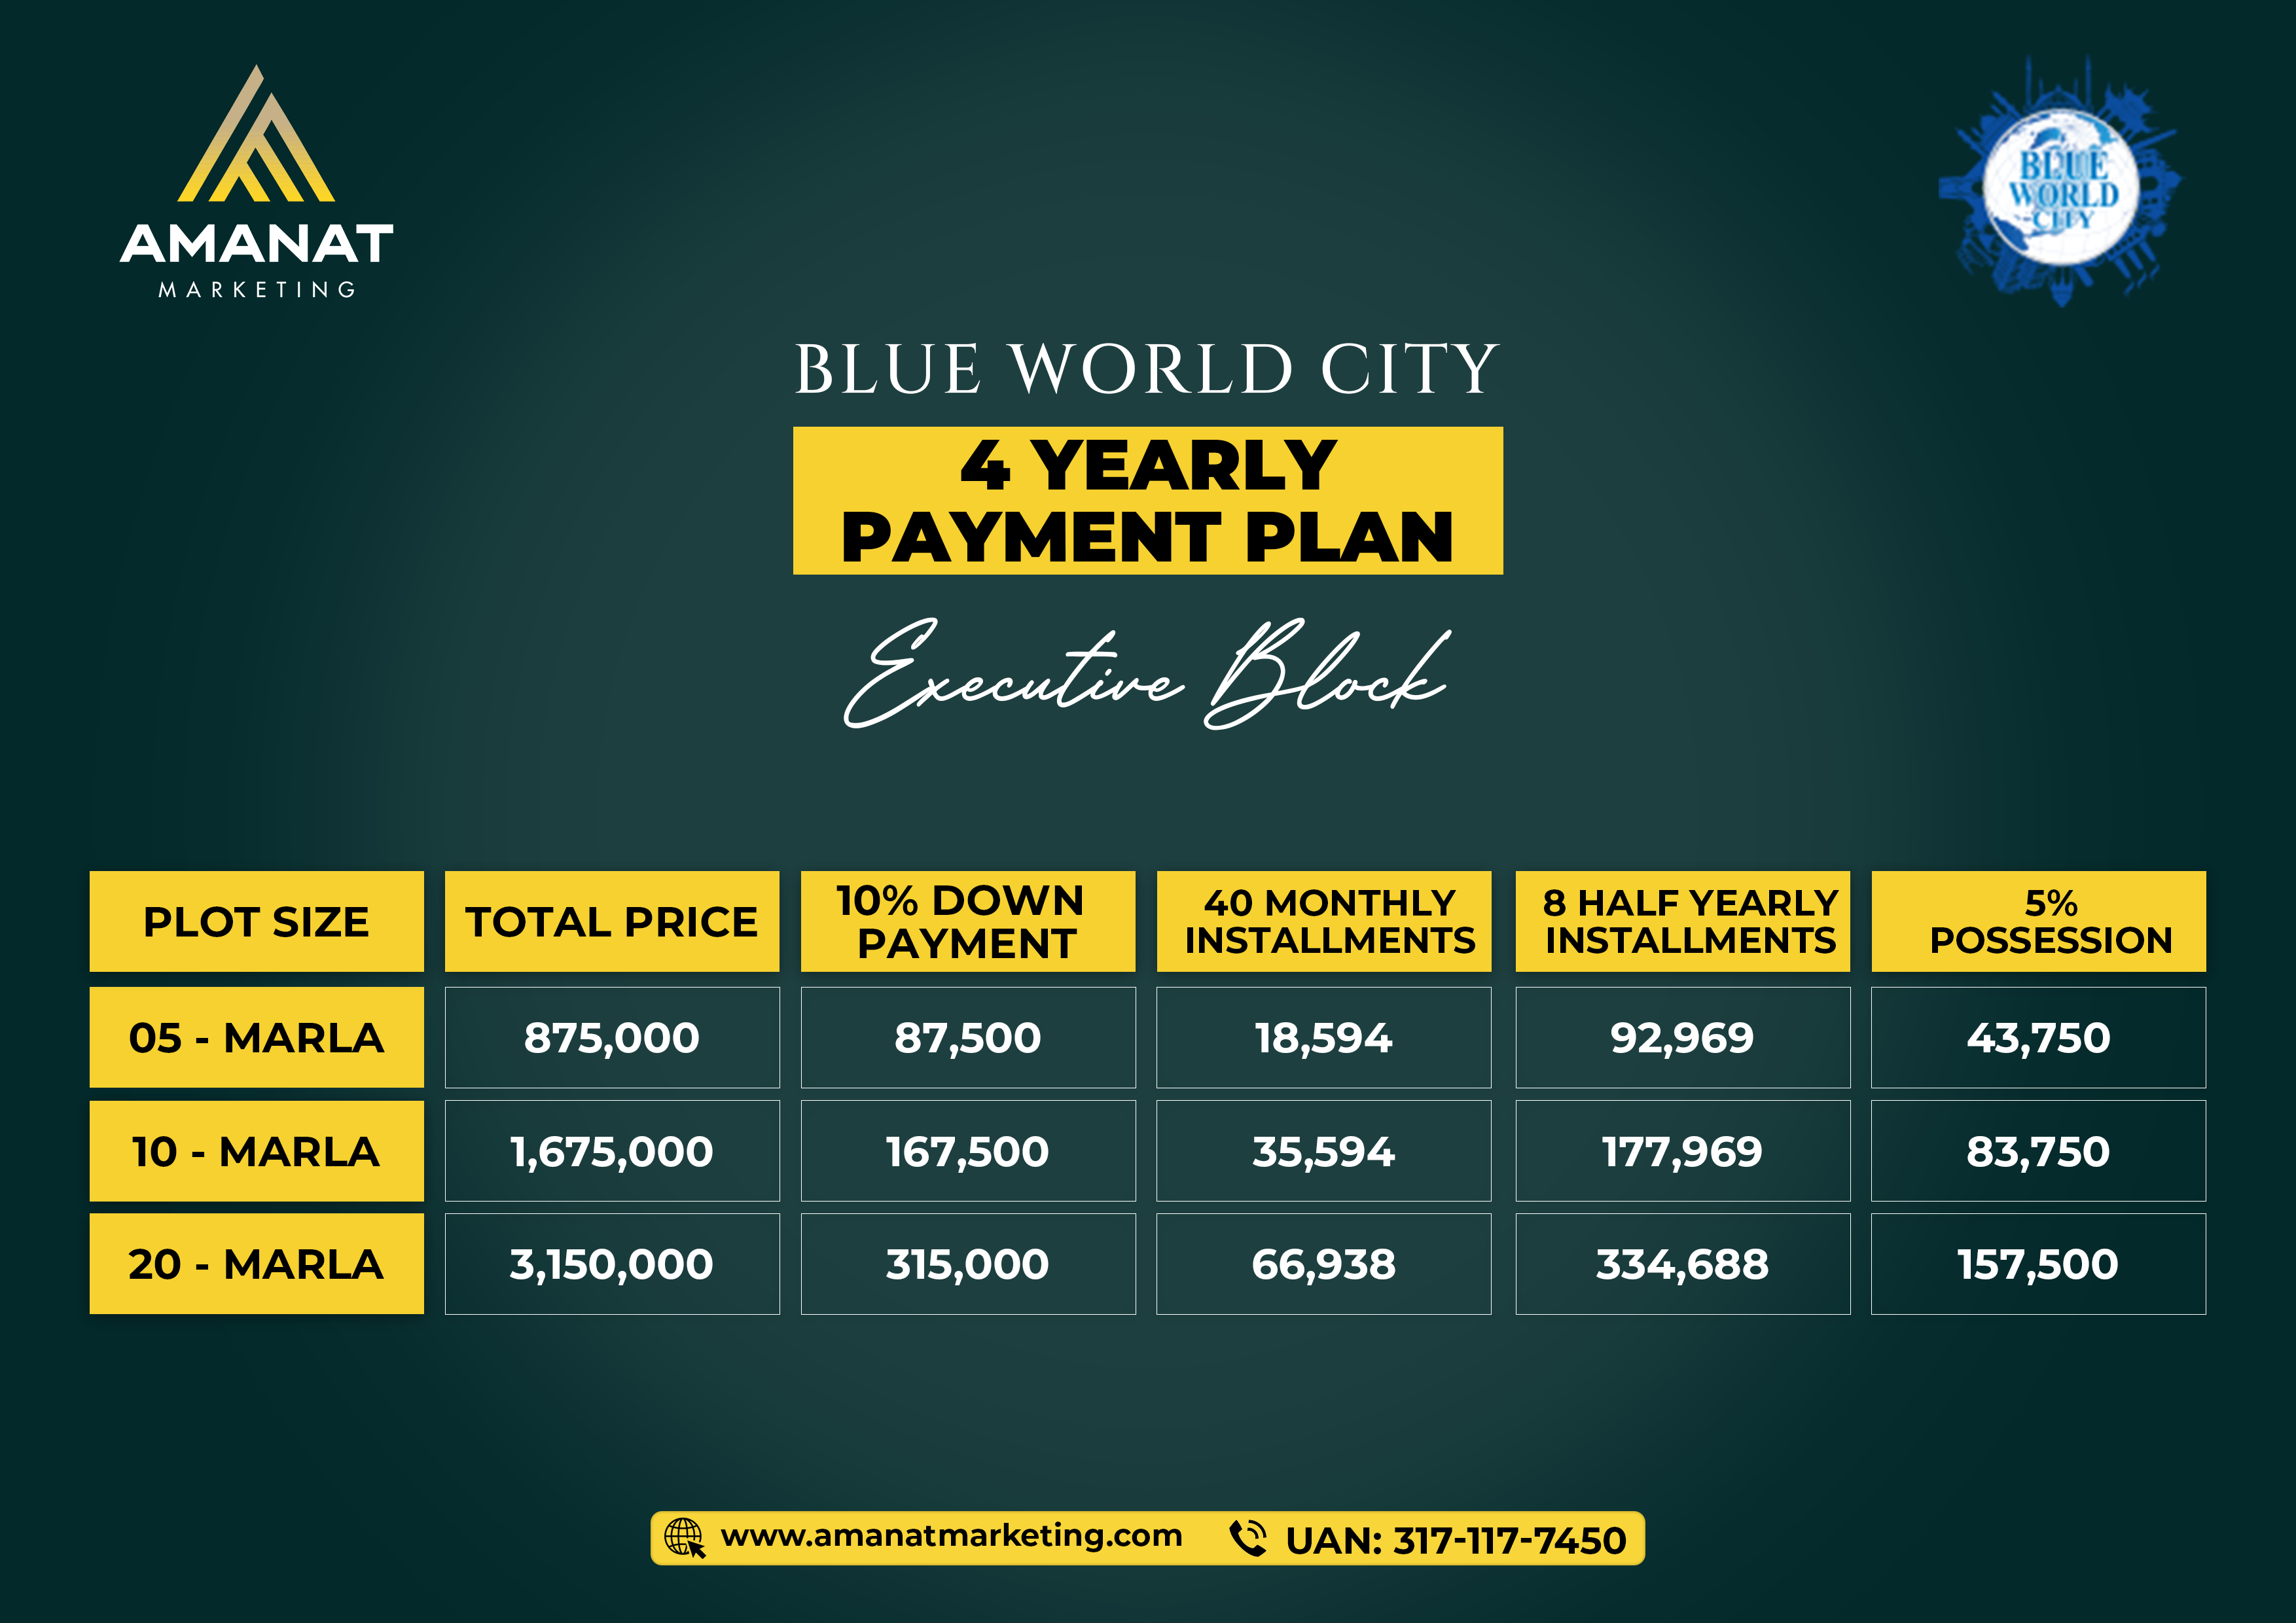 AMANAT
MARKETING
BLUE
WORLD
CITY
BLUE WORLD CITY
4 YEARLY
PAYMENT PLAN
Executive Block
PLOT SIZE TOTAL PRICE 10% DOWN PAYMENT 40 MONTHLY INSTALLMENTS 8 HALF YEARLY INSTALLMENTS 5% POSSESSION
05 - MARLA 875,000 87,500 18,594 92,969 43,750
10 - MARLA 1,675,000 167,500 35,594 177,969 83,750
20 - MARLA 3,150,000 315,000 66,938 334,688 157,500
www.amanatmarketing.com UAN: 317-117-7450